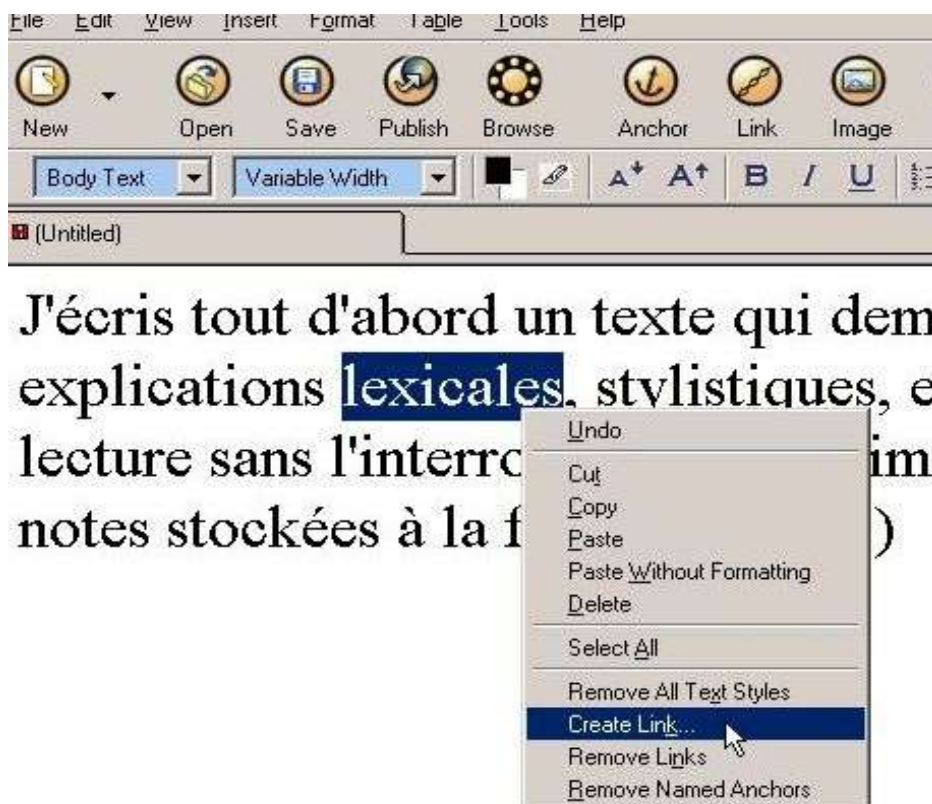 File Edit View Insert Format Table Tools Help
New Open Save Publish Browse Anchor Link Image
Body Text Variable Width A A B I U
(Untitled)
J'écris tout d'abord un texte qui dem
explications lexicales, stylistiques, e
lecture sans l'interro im
notes stockées à la f )
Undo
Cut
Copy
Paste
Paste Without Formatting
Delete
Select All
Remove All Text Styles
Create Link...
Remove Links
Remove Named Anchors